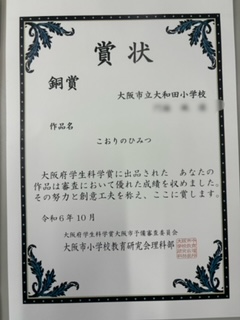 賞状
銅賞
大阪市立大和田小学校
作品名
こおりのひみつ
大阪府学生科学賞に出品された あなたの
作品は審査において優れた成績を収めました。
その努力と創意工夫を称え、ここに賞します。
令和6年10月
大阪府学生科学賞大阪市予備審査委員会
大阪市小学校教育研究会理科部